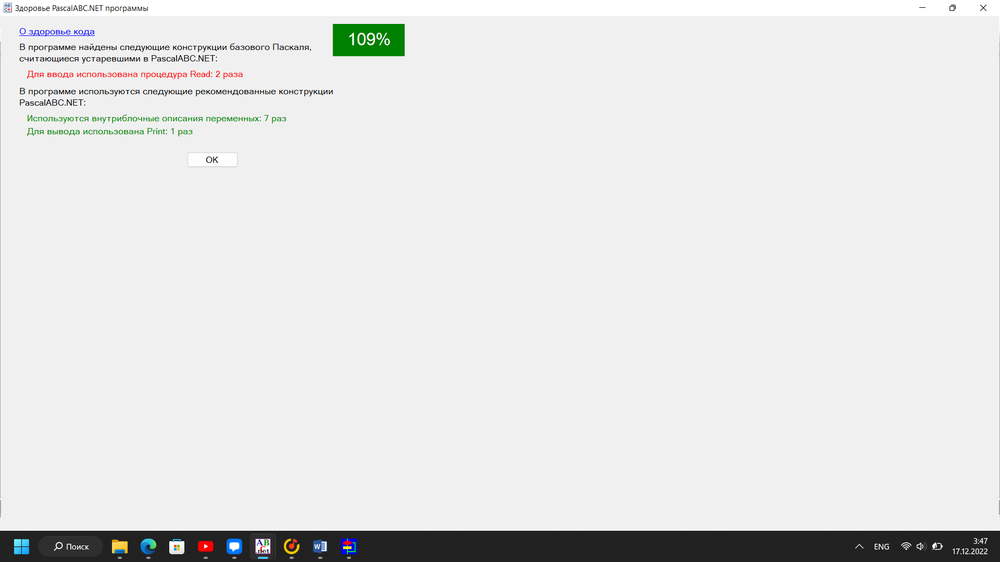 Здоровье PascalABC.NET программы
О здоровье кода
109%
В программе найдены следующие конструкции базового Паскаля,
считающиеся устаревшими в PascalABC.NET:
Для ввода использована процедура Read: 2 раза
В программе используются следующие рекомендованные конструкции
PascalABC.NET:
Используются внутриблочные описания переменных: 7 раз
Для вывода использована Print: 1 раз
OK
Поиск
ENG
3:47
17.12.2022